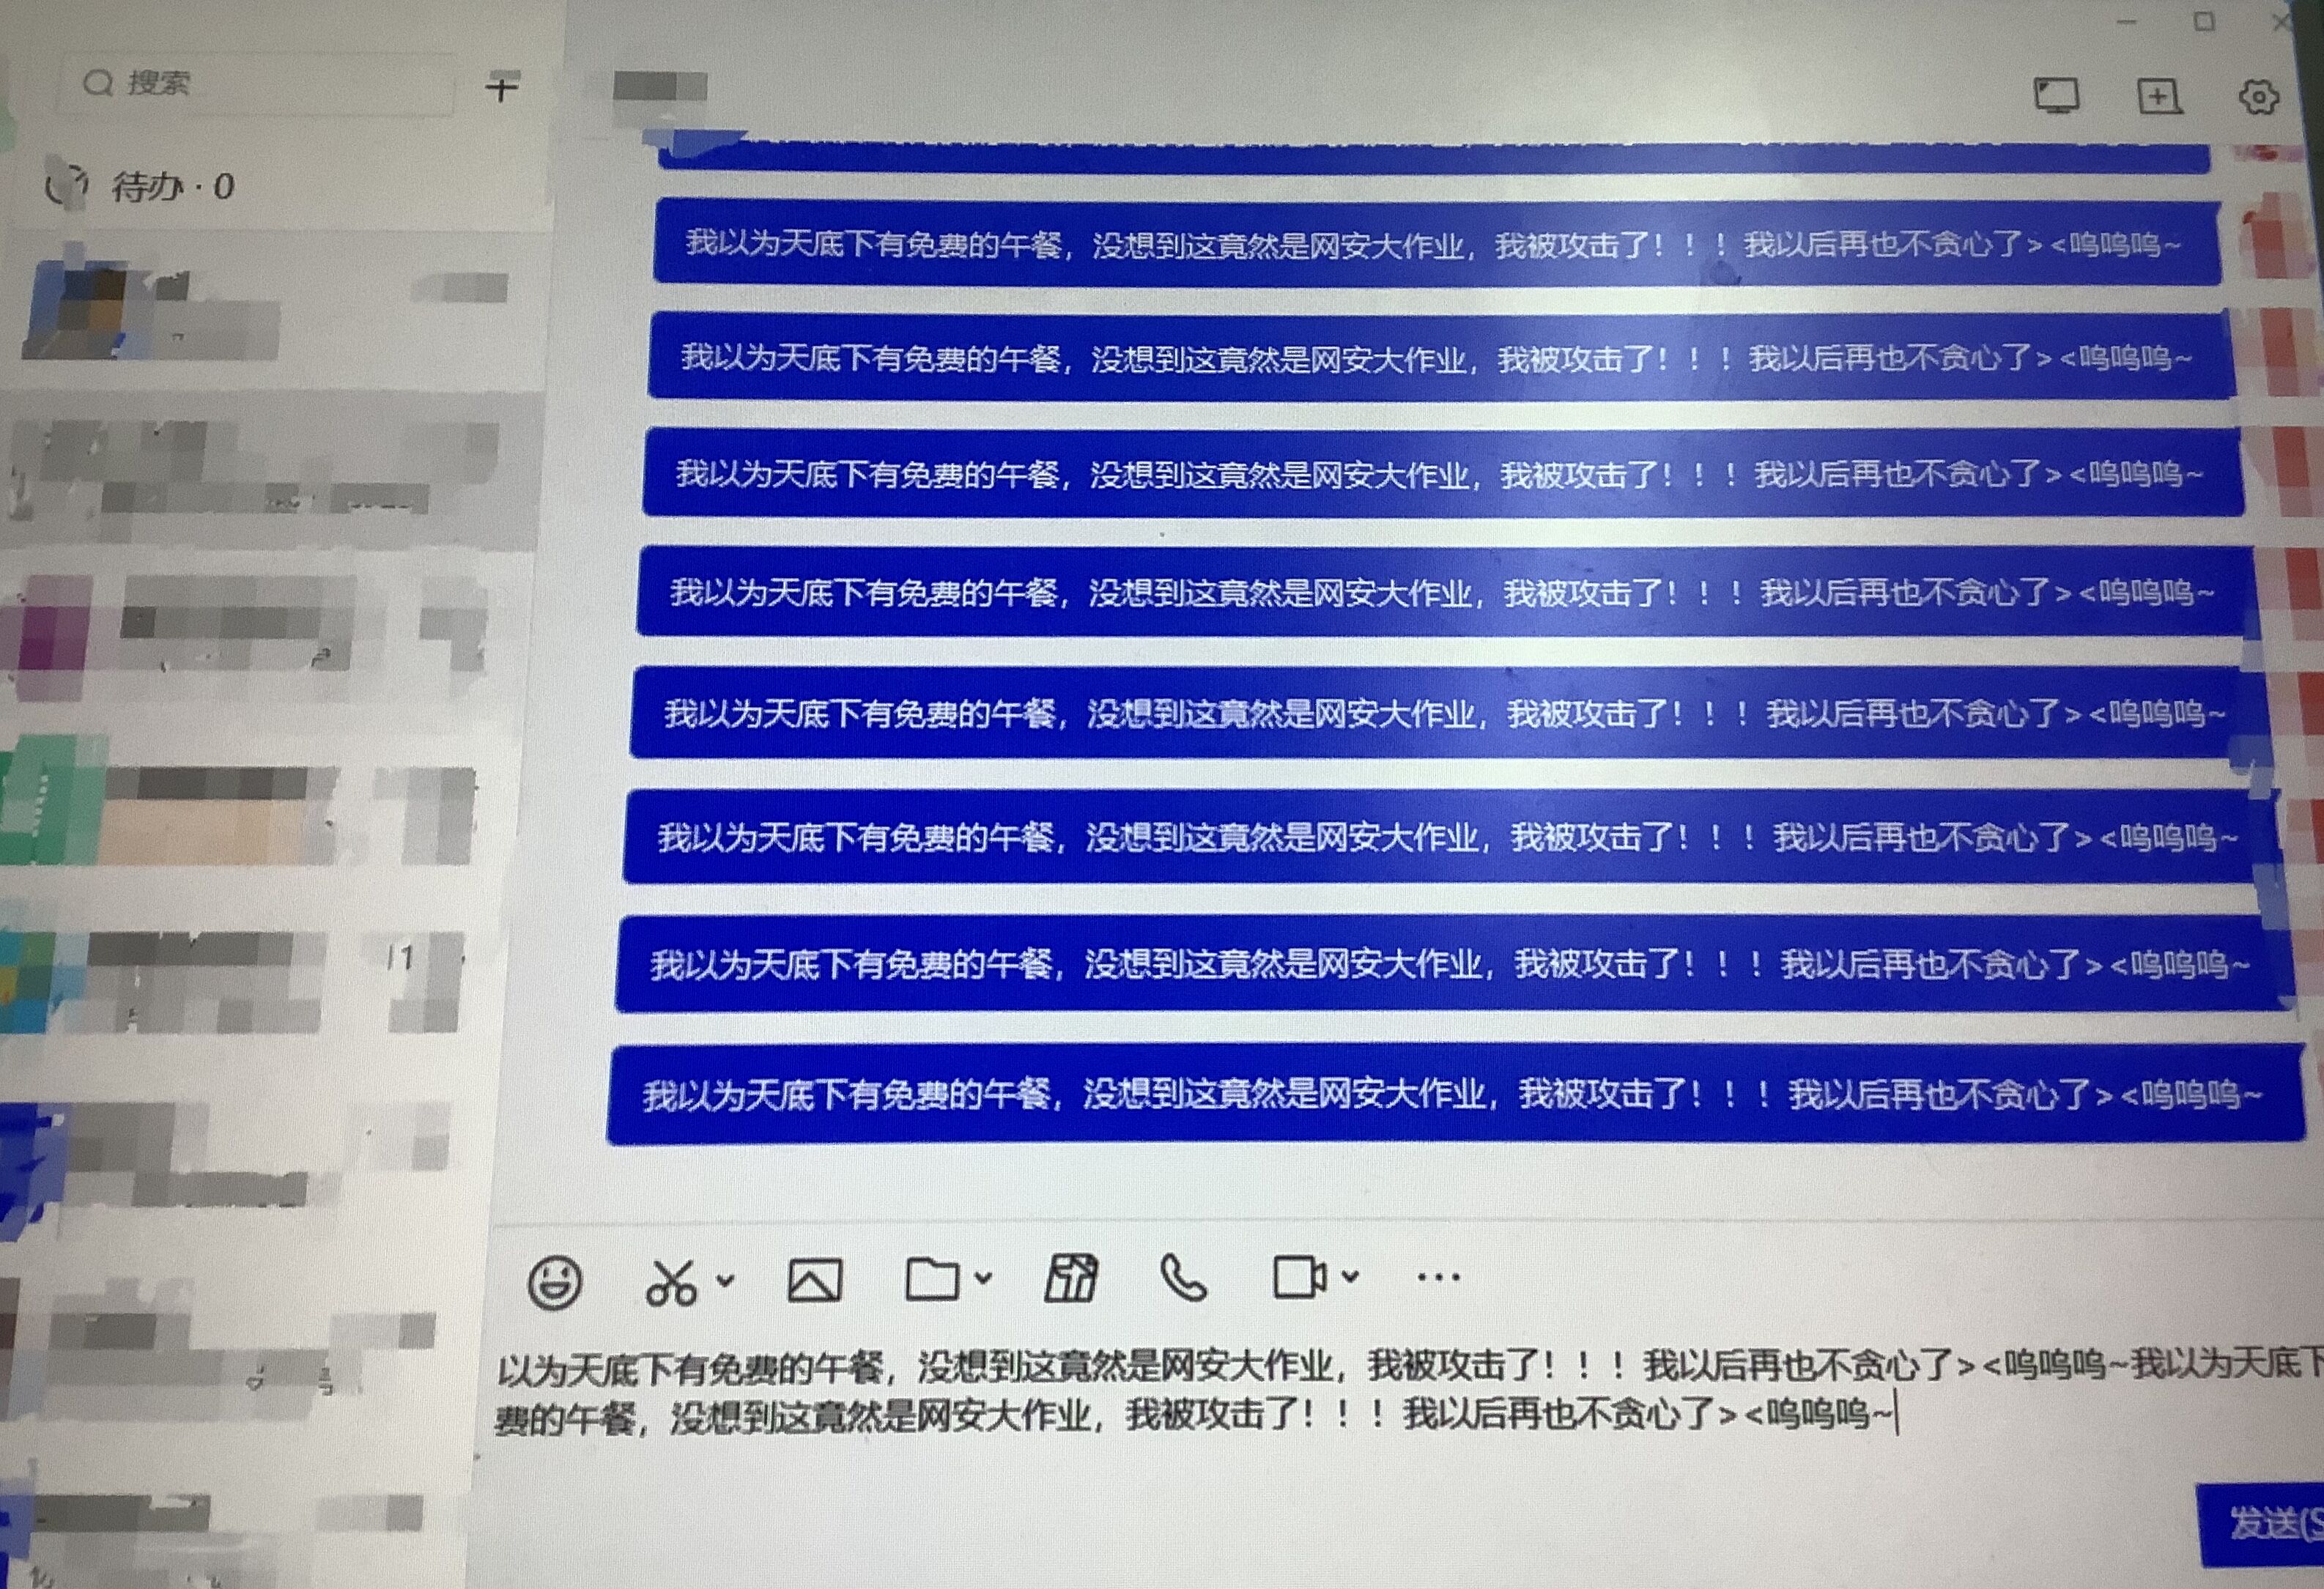 搜索
待办 · 0
我以为天底下有免费的午餐，没想到这竟然是网安大作业，我被攻击了！！！我以后再也不贪心了><呜呜呜~
我以为天底下有免费的午餐，没想到这竟然是网安大作业，我被攻击了！！！我以后再也不贪心了><呜呜呜~
我以为天底下有免费的午餐，没想到这竟然是网安大作业，我被攻击了！！！我以后再也不贪心了><呜呜呜~
我以为天底下有免费的午餐，没想到这竟然是网安大作业，我被攻击了！！！我以后再也不贪心了><呜呜呜~
我以为天底下有免费的午餐，没想到这竟然是网安大作业，我被攻击了！！！我以后再也不贪心了><呜呜呜~
我以为天底下有免费的午餐，没想到这竟然是网安大作业，我被攻击了！！！我以后再也不贪心了><呜呜呜~
我以为天底下有免费的午餐，没想到这竟然是网安大作业，我被攻击了！！！我以后再也不贪心了><呜呜呜~
我以为天底下有免费的午餐，没想到这竟然是网安大作业，我被攻击了！！！我以后再也不贪心了><呜呜呜~
以为天底下有免费的午餐，没想到这竟然是网安大作业，我被攻击了！！！我以后再也不贪心了><呜呜呜~我以为天底下
费的午餐，没想到这竟然是网安大作业，我被攻击了！！！我以后再也不贪心了><呜呜呜~
发送(S